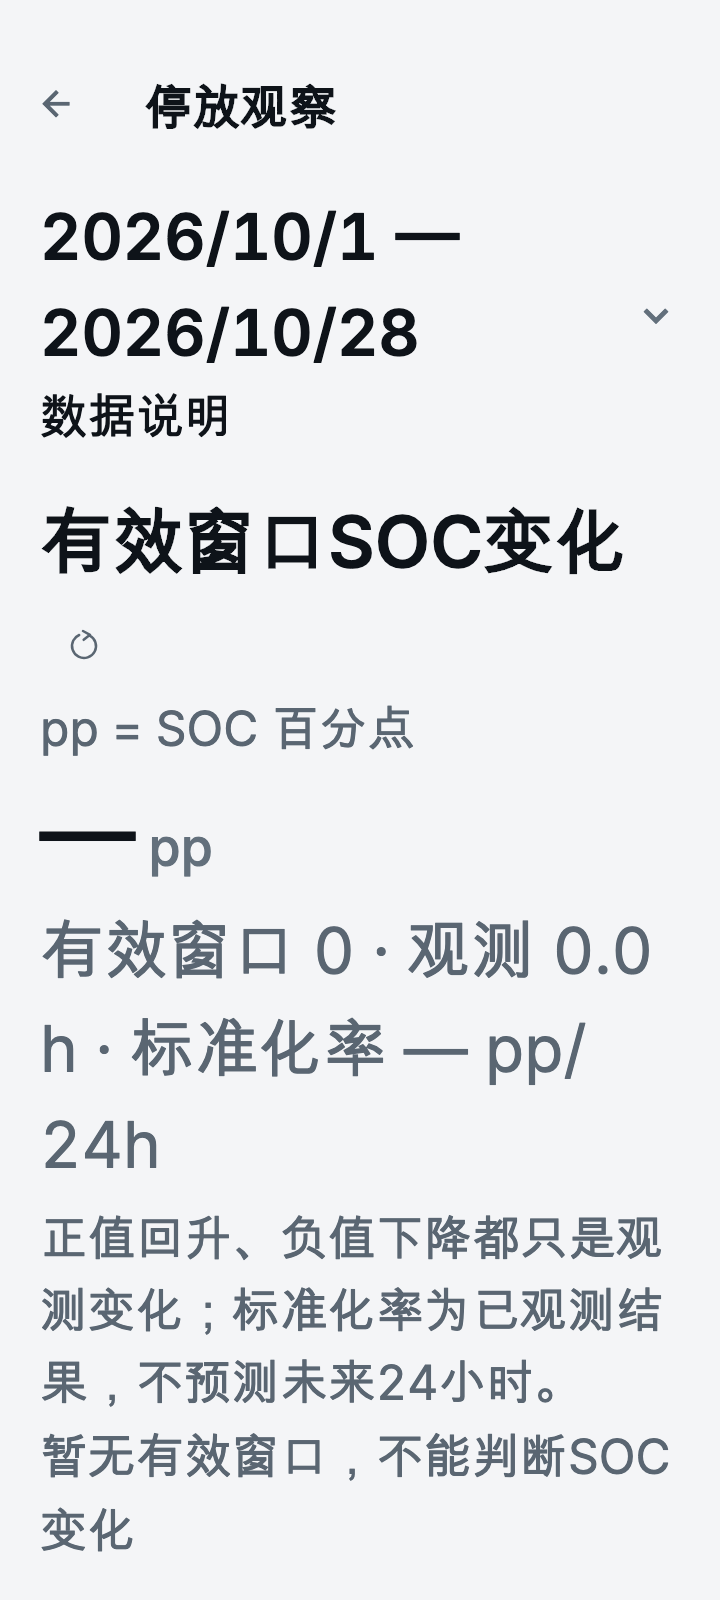 停放观察
2026/10/1 —
2026/10/28
数据说明
有效窗口SOC变化
pp = SOC 百分点
— pp
有效窗口 0 · 观测 0.0
h · 标准化率 — pp/
24h
正值回升、负值下降都只是观
测变化；标准化率为已观测结
果，不预测未来24小时。
暂无有效窗口，不能判断SOC
变化